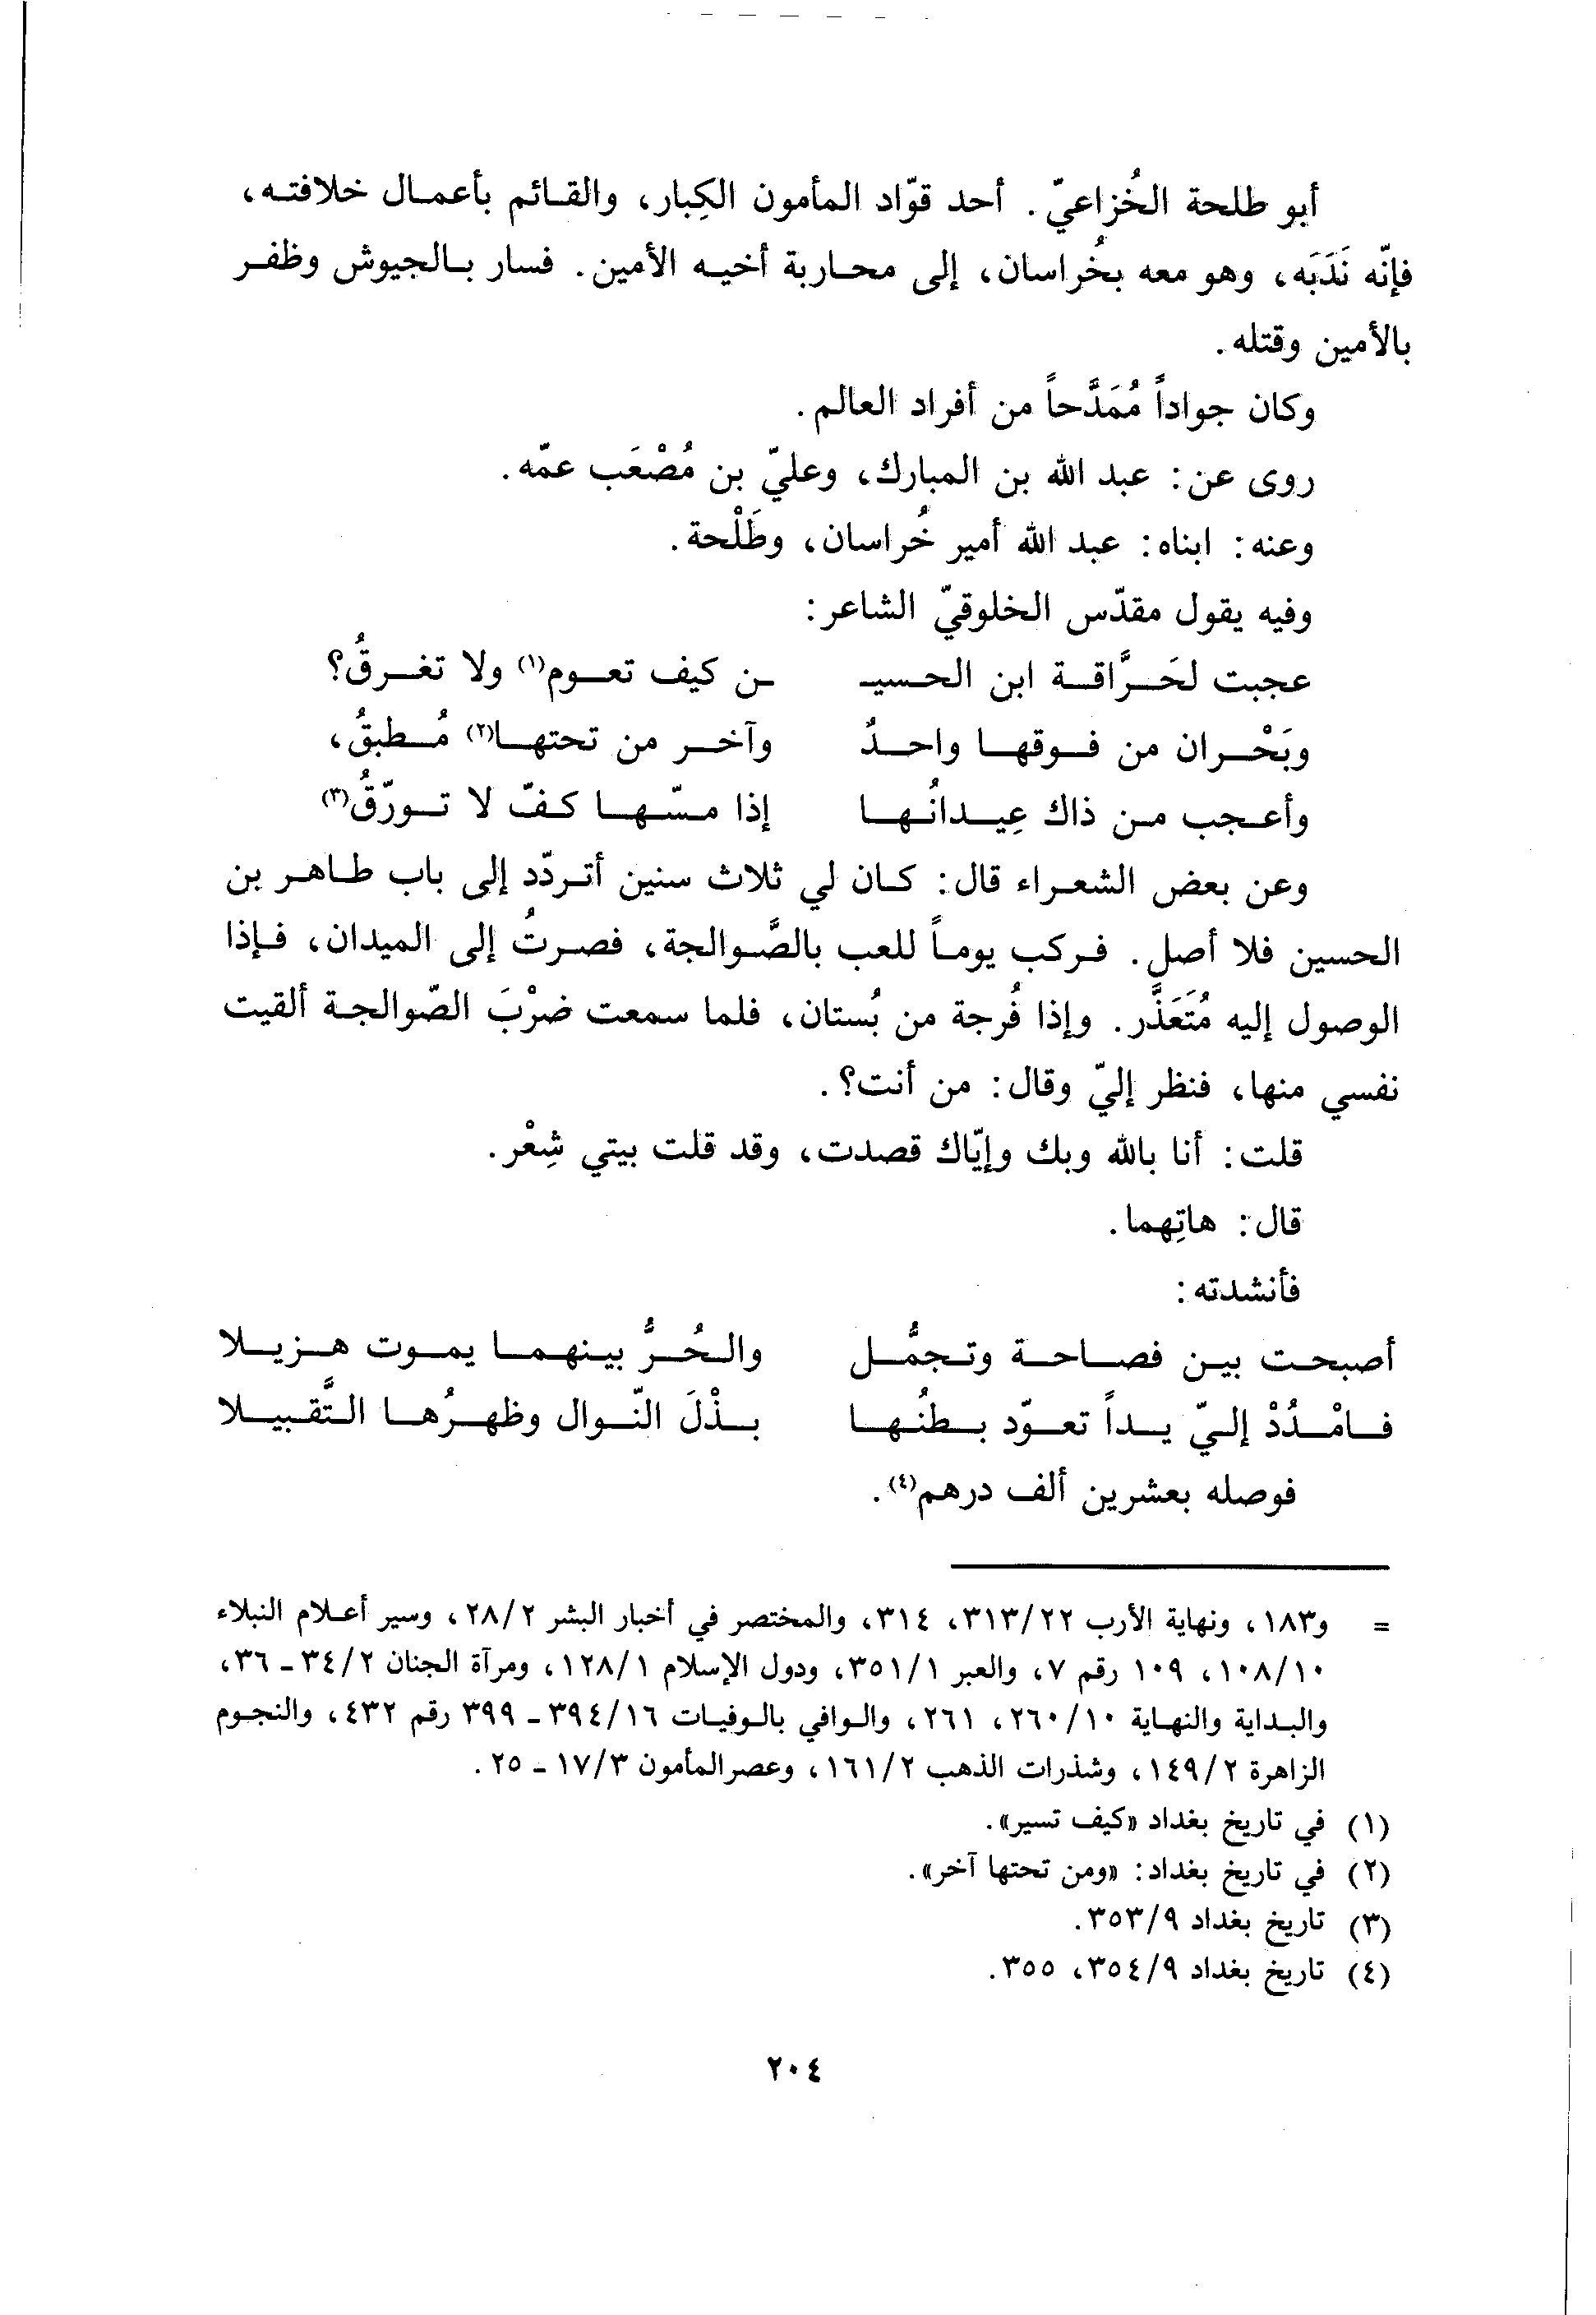 أبو طلحة الخُزاعيّ. أحد قوّاد المأمون الكِبار، والقائم بأعمال خلافته،
فإنّه نَدَبَه، وهو معه بخُراسان، إلى محاربة أخيه الأمين. فسار بالجيوش وظفر
بالأمين وقتله.
وكان جواداً مُمَدَّحاً من أفراد العالم.
روى عن: عبد الله بن المبارك، وعليّ بن مُصْعَب عمّه.
وعنه: ابناه: عبد الله أمير خُراسان، وطَلْحة.
وفيه يقول مقدّس الخلوقيّ الشاعر:
عجبت لحَرَّاقة ابن الحسيـ ـن كيف تعوم(١) ولا تغرقُ؟
وبَحْران من فوقها واحدٌ وآخر من تحتها(٢) مُطبقُ،
وأعجب من ذاك عِيدانُها إذا مسّها كفّ لا تورّقُ(٣)
وعن بعض الشعراء قال: كان لي ثلاث سنين أتردّد إلى باب طاهر بن
الحسين فلا أصل. فركب يوماً للعب بالصَّوالجة، فصرتُ إلى الميدان، فإذا
الوصول إليه مُتَعَذَّر. وإذا فُرجة من بُستان، فلما سمعت ضرْبَ الصّوالجة ألقيت
نفسي منها، فنظر إليّ وقال: من أنت؟.
قلت: أنا بالله وبك وإيّاك قصدت، وقد قلت بيتي شِعْر.
قال: هاتِهما.
فأنشدته:
أصبحت بين فصاحة وتجمُّل والحُرُّ بينهما يموت هزيلا
فامْدُدْ إليّ يداً تعوّد بطنُها بذْلَ النّوال وظهرُها التَّقبيلا
فوصله بعشرين ألف درهم(٤).
= و١٨٣، ونهاية الأرب ٣١٣/٢٢، ٣١٤، والمختصر في أخبار البشر ٢٨/٢، وسير أعلام النبلاء
١٠٨/١٠، ١٠٩ رقم ٧، والعبر ٣٥١/١، ودول الإسلام ١٢٨/١، ومرآة الجنان ٣٤/٢ - ٣٦،
والبداية والنهاية ٢٦٠/١٠، ٢٦١، والوافي بالوفيات ٣٩٤/١٦ - ٣٩٩ رقم ٤٣٢، والنجوم
الزاهرة ١٤٩/٢، وشذرات الذهب ١٦١/٢، وعصر المأمون ١٧/٣ - ٢٥.
(١) في تاريخ بغداد «كيف تسير».
(٢) في تاريخ بغداد: «ومن تحتها آخر».
(٣) تاريخ بغداد ٣٥٣/٩.
(٤) تاريخ بغداد ٣٥٤/٩، ٣٥٥.
٢٠٤